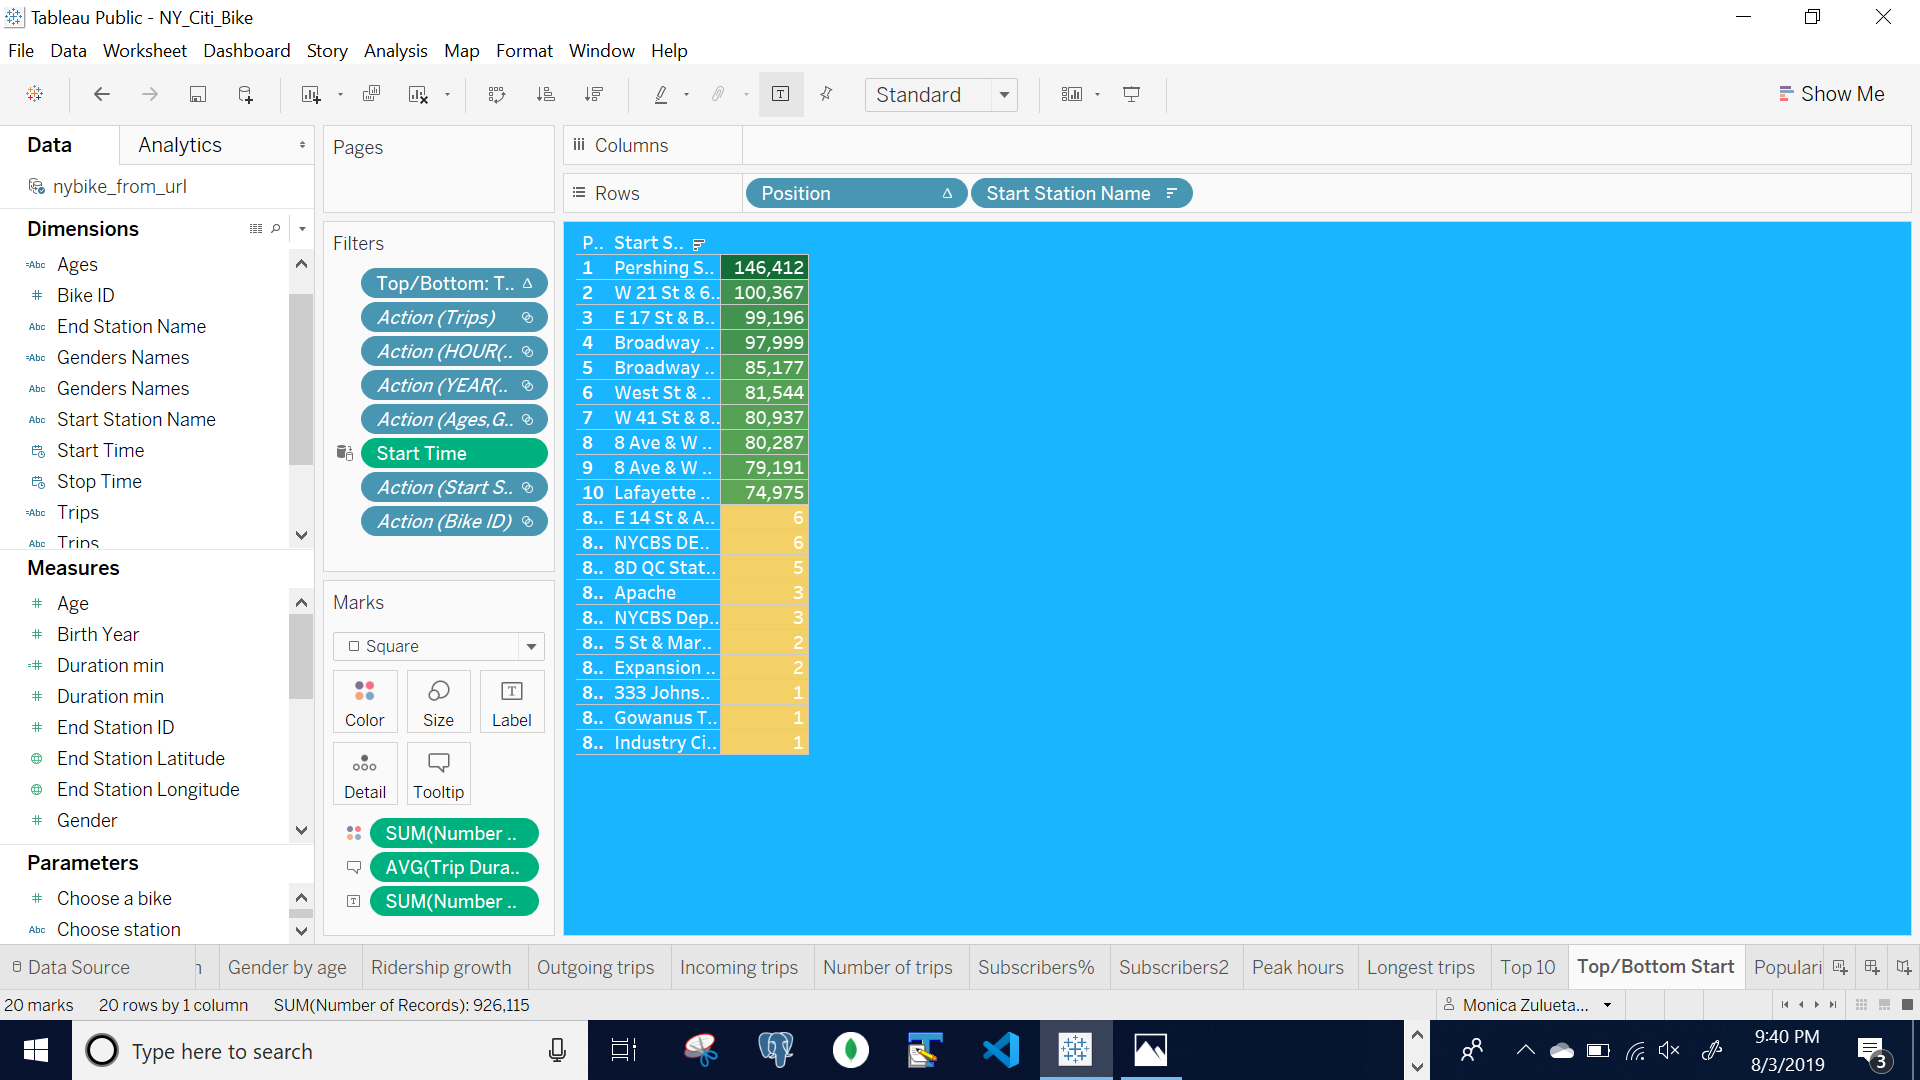 Tableau Public - NY_Citi_Bike
File Data Worksheet Dashboard Story Analysis Map Format Window Help
Standard
Show Me
Data Analytics
nybike_from_url
Dimensions
=Abc Ages
# Bike ID
Abc End Station Name
=Abc Genders Names
Abc Genders Names
Abc Start Station Name
Start Time
Stop Time
=Abc Trips
Abc Trips
Measures
# Age
# Birth Year
=# Duration min
# Duration min
# End Station ID
End Station Latitude
End Station Longitude
# Gender
Parameters
# Choose a bike
Abc Choose station
Pages
Filters
Top/Bottom: T..
Action (Trips)
Action (HOUR(..
Action (YEAR(..
Action (Ages,G..
Start Time
Action (Start S..
Action (Bike ID)
Marks
Square
Color Size Label
Detail Tooltip
SUM(Number ..
AVG(Trip Dura..
SUM(Number ..
Columns
Rows Position Start Station Name
P.. Start S..
1 Pershing S.. 146,412
2 W 21 St & 6.. 100,367
3 E 17 St & B.. 99,196
4 Broadway .. 97,999
5 Broadway .. 85,177
6 West St & .. 81,544
7 W 41 St & 8.. 80,937
8 8 Ave & W .. 80,287
9 8 Ave & W .. 79,191
10 Lafayette .. 74,975
8.. E 14 St & A.. 6
8.. NYCBS DE.. 6
8.. 8D QC Stat.. 5
8.. Apache 3
8.. NYCBS Dep.. 3
8.. 5 St & Mar.. 2
8.. Expansion .. 2
8.. 333 Johns.. 1
8.. Gowanus T.. 1
8.. Industry Ci.. 1
Data Source Gender by age Ridership growth Outgoing trips Incoming trips Number of trips Subscribers% Subscribers2 Peak hours Longest trips Top 10 Top/Bottom Start Populari
20 marks 20 rows by 1 column SUM(Number of Records): 926,115 Monica Zulueta...
Type here to search
9:40 PM
8/3/2019
3